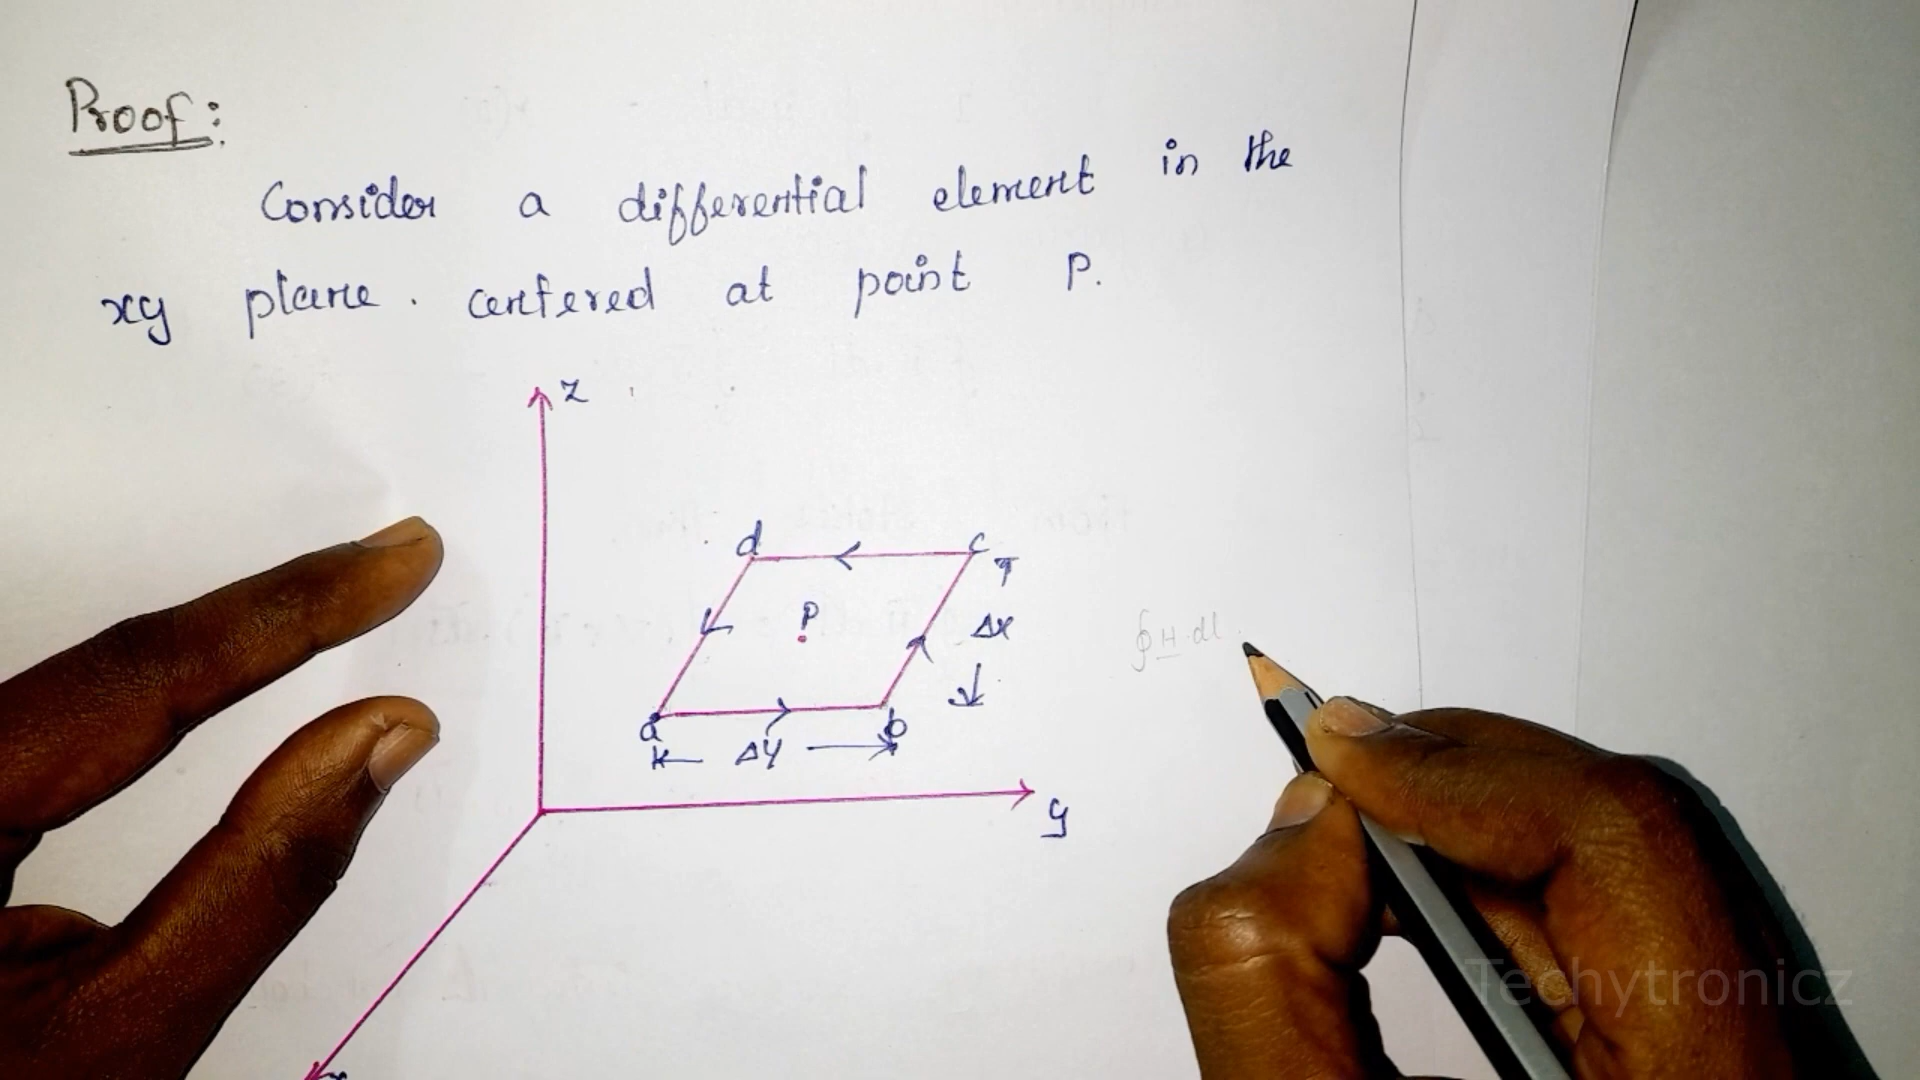 Proof:
Consider a differential element in the
xy plane. centered at point P.
z
d
c
P
Δx
∮H.dl
a
b
Δy
y
x
Techytronicz